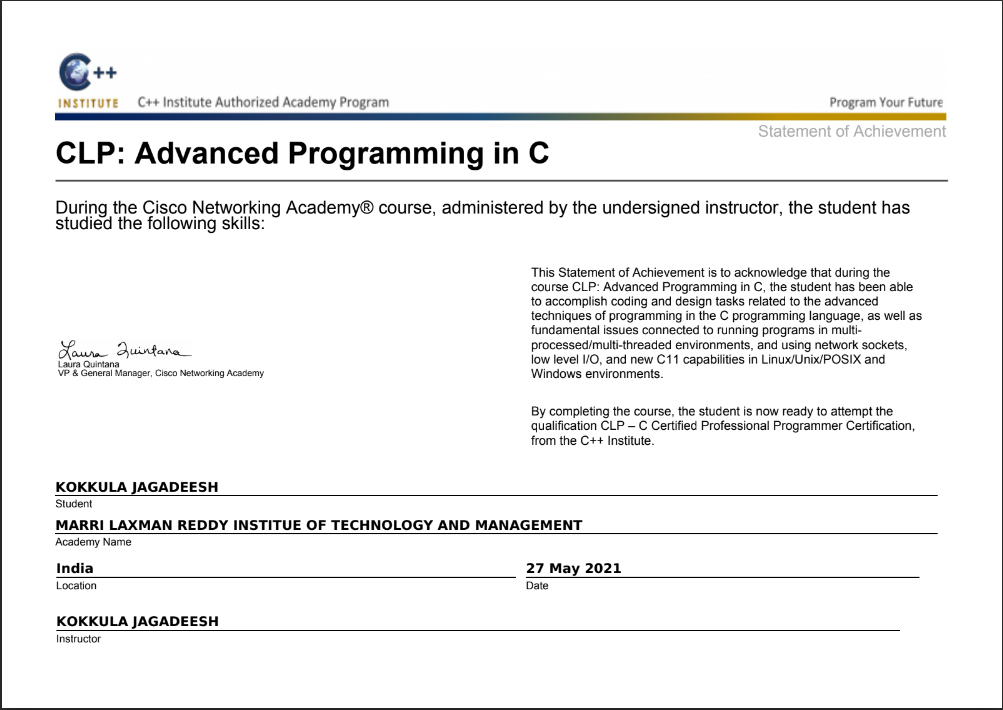 C++
INSTITUTE
C++ Institute Authorized Academy Program
Program Your Future
Statement of Achievement
CLP: Advanced Programming in C
During the Cisco Networking Academy® course, administered by the undersigned instructor, the student has
studied the following skills:
This Statement of Achievement is to acknowledge that during the
course CLP: Advanced Programming in C, the student has been able
to accomplish coding and design tasks related to the advanced
techniques of programming in the C programming language, as well as
fundamental issues connected to running programs in multi-
processed/multi-threaded environments, and using network sockets,
low level I/O, and new C11 capabilities in Linux/Unix/POSIX and
Windows environments.
By completing the course, the student is now ready to attempt the
qualification CLP – C Certified Professional Programmer Certification,
from the C++ Institute.
Laura Quintana
Laura Quintana
VP & General Manager, Cisco Networking Academy
KOKKULA JAGADEESH
Student
MARRI LAXMAN REDDY INSTITUE OF TECHNOLOGY AND MANAGEMENT
Academy Name
India
Location
27 May 2021
Date
KOKKULA JAGADEESH
Instructor